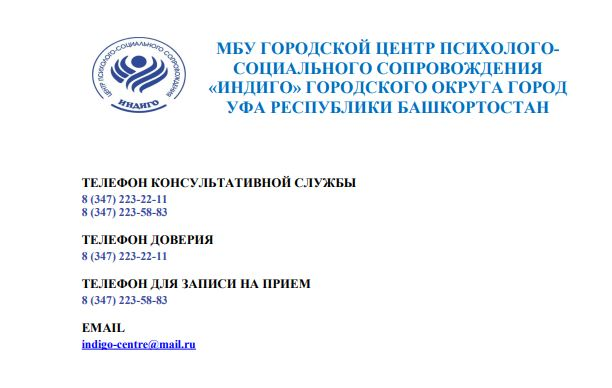 ЦЕНТР ПСИХОЛОГО-СОЦИАЛЬНОГО СОПРОВОЖДЕНИЯ
ИНДИГО
МБУ ГОРОДСКОЙ ЦЕНТР ПСИХОЛОГО-
СОЦИАЛЬНОГО СОПРОВОЖДЕНИЯ
«ИНДИГО» ГОРОДСКОГО ОКРУГА ГОРОД
УФА РЕСПУБЛИКИ БАШКОРТОСТАН
ТЕЛЕФОН КОНСУЛЬТАТИВНОЙ СЛУЖБЫ
8 (347) 223-22-11
8 (347) 223-58-83
ТЕЛЕФОН ДОВЕРИЯ
8 (347) 223-22-11
ТЕЛЕФОН ДЛЯ ЗАПИСИ НА ПРИЕМ
8 (347) 223-58-83
EMAIL
indigo-centre@mail.ru